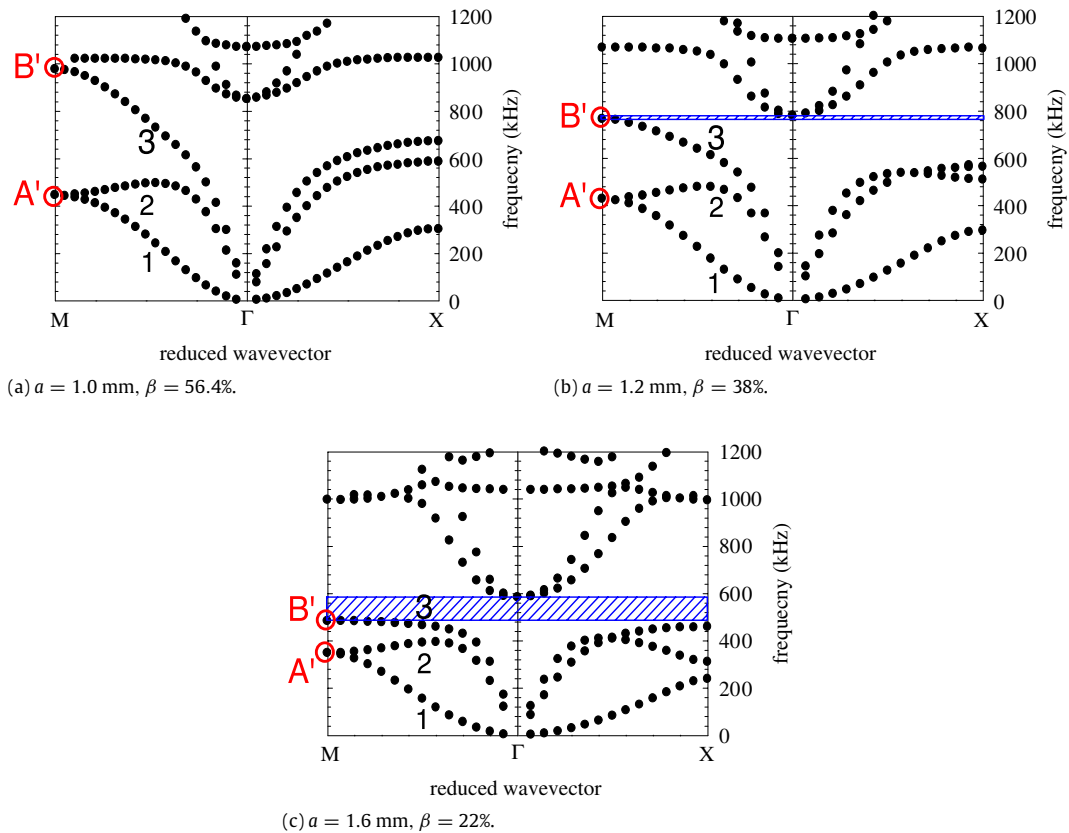 1200
1000
800
600
400
200
0
frequecny (kHz)
B'
A'
3
2
1
M Γ X
reduced wavevector
(a) a = 1.0 mm, β = 56.4%.
1200
1000
800
600
400
200
0
frequecny (kHz)
B'
A'
3
2
1
M Γ X
reduced wavevector
(b) a = 1.2 mm, β = 38%.
1200
1000
800
600
400
200
0
frequecny (kHz)
B'
A'
3
2
1
M Γ X
reduced wavevector
(c) a = 1.6 mm, β = 22%.